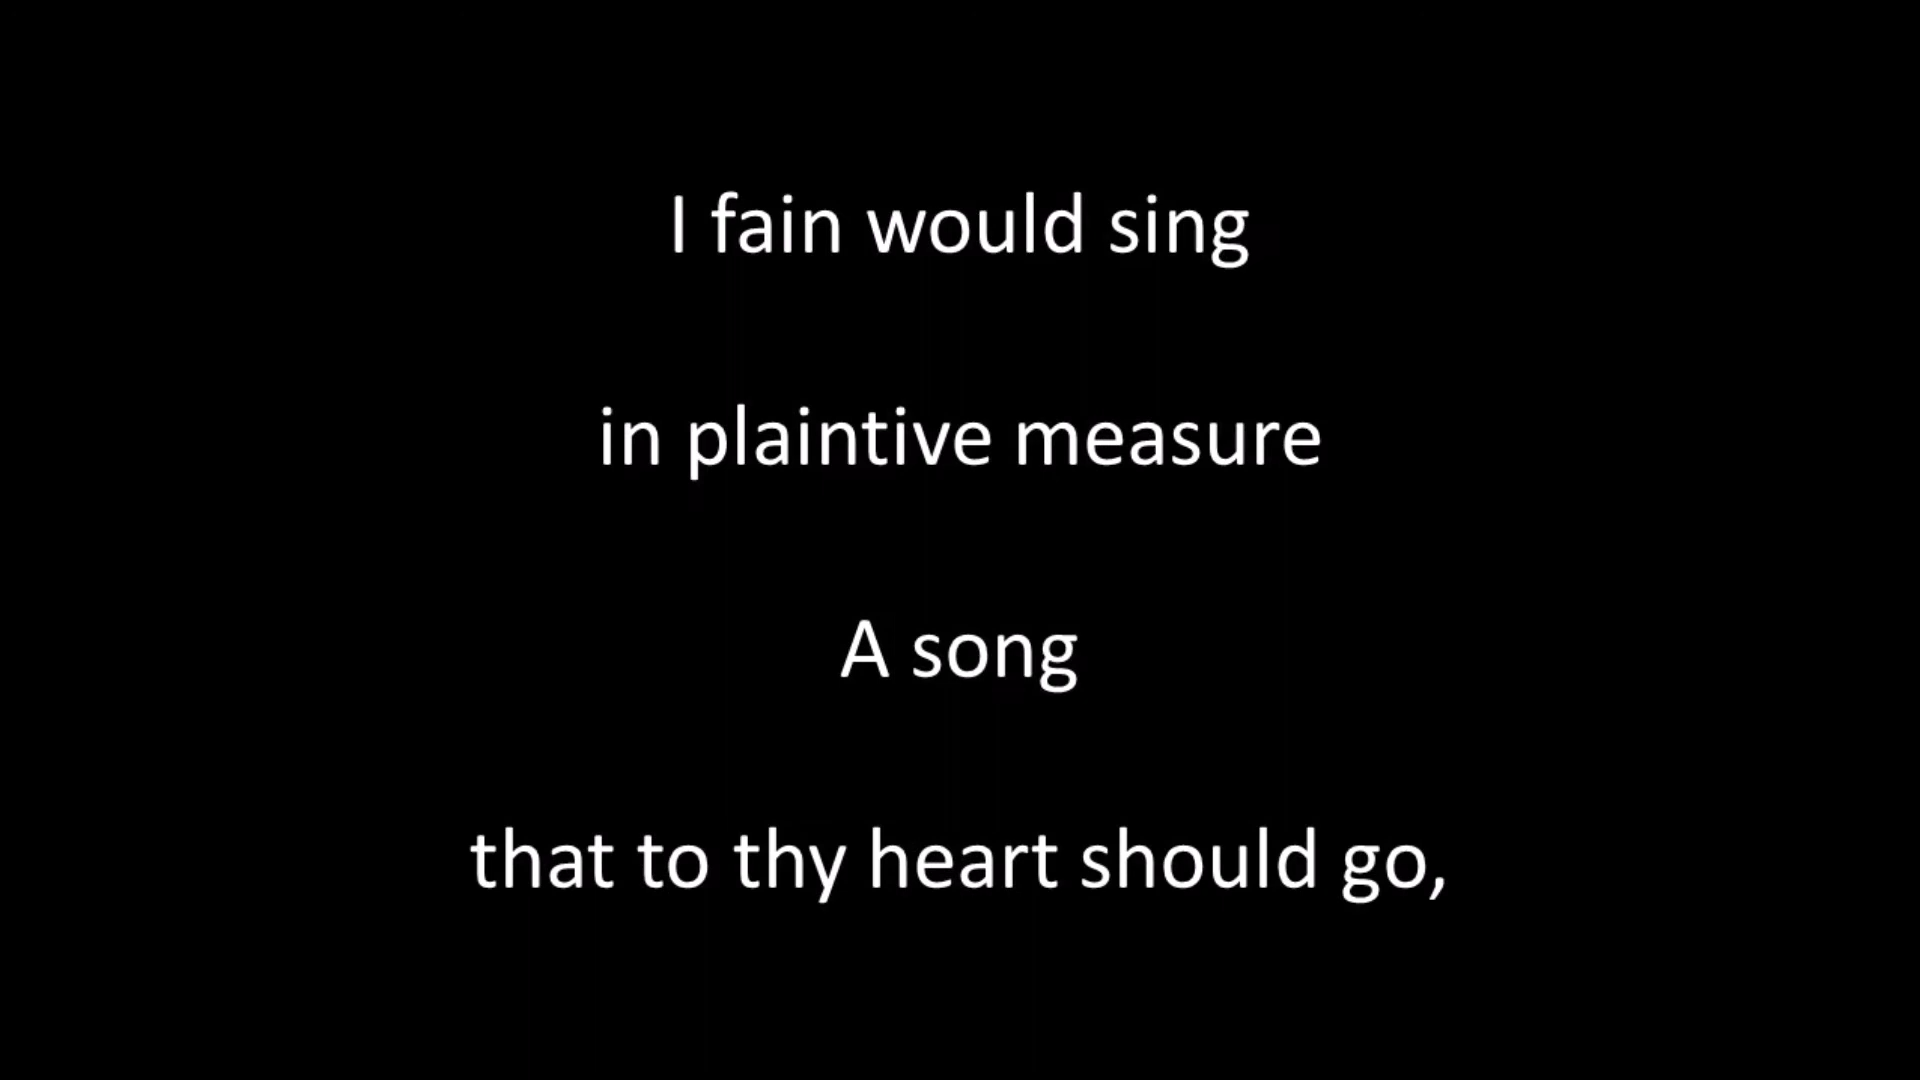 I fain would sing
in plaintive measure
A song
that to thy heart should go,